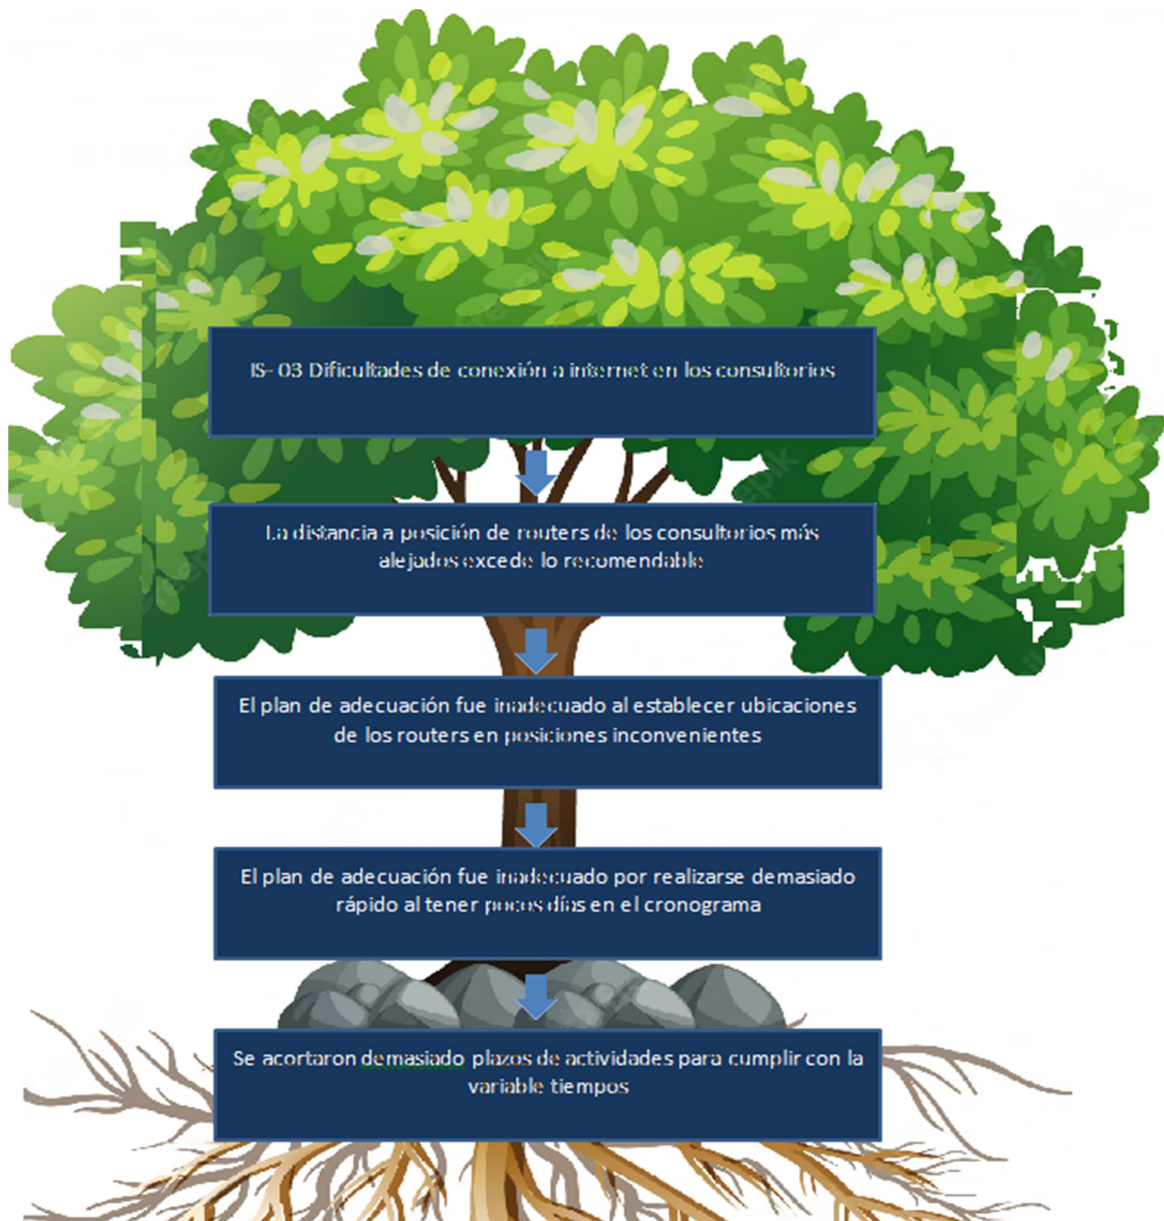 IS- 03 Dificultades de conexión a internet en los consultorios
La distancia a posición de routers de los consultorios más
alejados excede lo recomendable
El plan de adecuación fue inadecuado al establecer ubicaciones
de los routers en posiciones inconvenientes
El plan de adecuación fue inadecuado por realizarse demasiado
rápido al tener pocos días en el cronograma
Se acortaron demasiado plazos de actividades para cumplir con la
variable tiempos